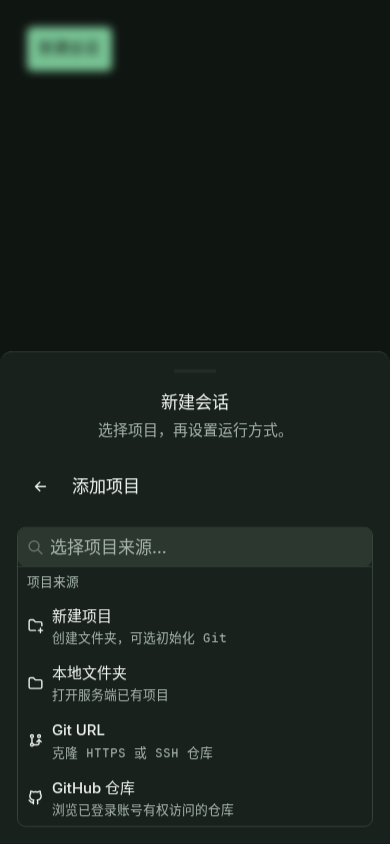 新建会话
选择项目，再设置运行方式。
添加项目
选择项目来源...
项目来源
新建项目
创建文件夹，可选初始化 Git
本地文件夹
打开服务端已有项目
Git URL
克隆 HTTPS 或 SSH 仓库
GitHub 仓库
浏览已登录账号有权访问的仓库